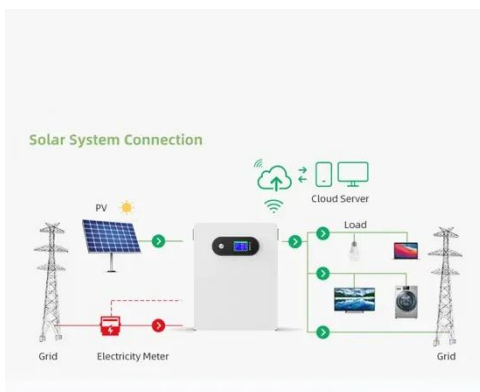 Solar System Connection
Cloud Server
PV
Load
Grid
Electricity Meter
Grid